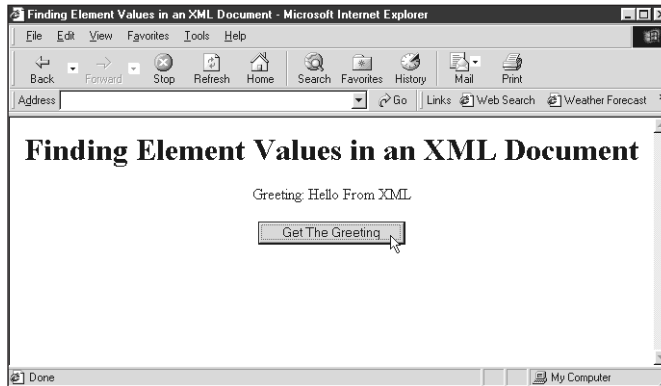 Finding Element Values in an XML Document - Microsoft Internet Explorer
File Edit View Favorites Tools Help
Back Forward Stop Refresh Home Search Favorites History Mail Print
Address Go Links Web Search Weather Forecast
Finding Element Values in an XML Document
Greeting: Hello From XML
Get The Greeting
Done My Computer